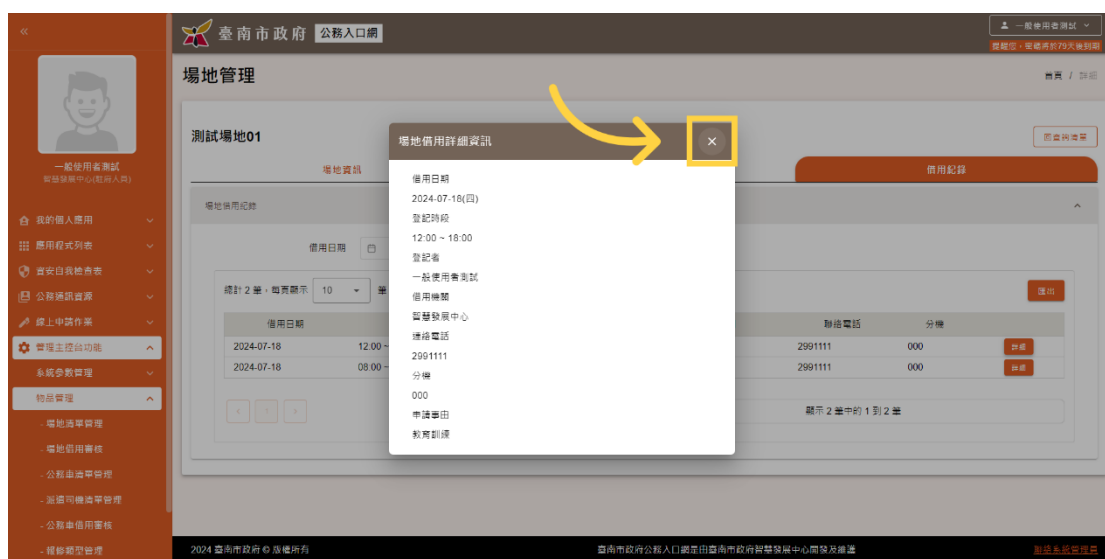 «
臺南市政府 公務入口網
一般使用者測試
提醒您，密碼將於79天後到期
場地管理
首頁 / 詳細
一般使用者測試
智慧發展中心(駐府人員)
我的個人應用
應用程式列表
資安自我檢查表
公務通訊資源
線上申請作業
管理主控台功能
系統參數管理
物品管理
- 場地清單管理
- 場地借用審核
- 公務車清單管理
- 派遣司機清單管理
- 公務車借用審核
- 報修類型管理
測試場地01
回查詢清單
場地資訊
借用紀錄
場地借用紀錄
借用日期
總計 2 筆，每頁顯示 10 筆
匯出
借用日期 聯絡電話 分機
2024-07-18 12:00 ~ 2991111 000 詳細
2024-07-18 08:00 ~ 2991111 000 詳細
‹ 1 ›
顯示 2 筆中的 1 到 2 筆
場地借用詳細資訊
×
借用日期
2024-07-18(四)
登記時段
12:00 ~ 18:00
登記者
一般使用者測試
借用機關
智慧發展中心
連絡電話
2991111
分機
000
申請事由
教育訓練
2024 臺南市政府 © 版權所有
臺南市政府公務入口網是由臺南市政府智慧發展中心開發及維護
聯絡系統管理員